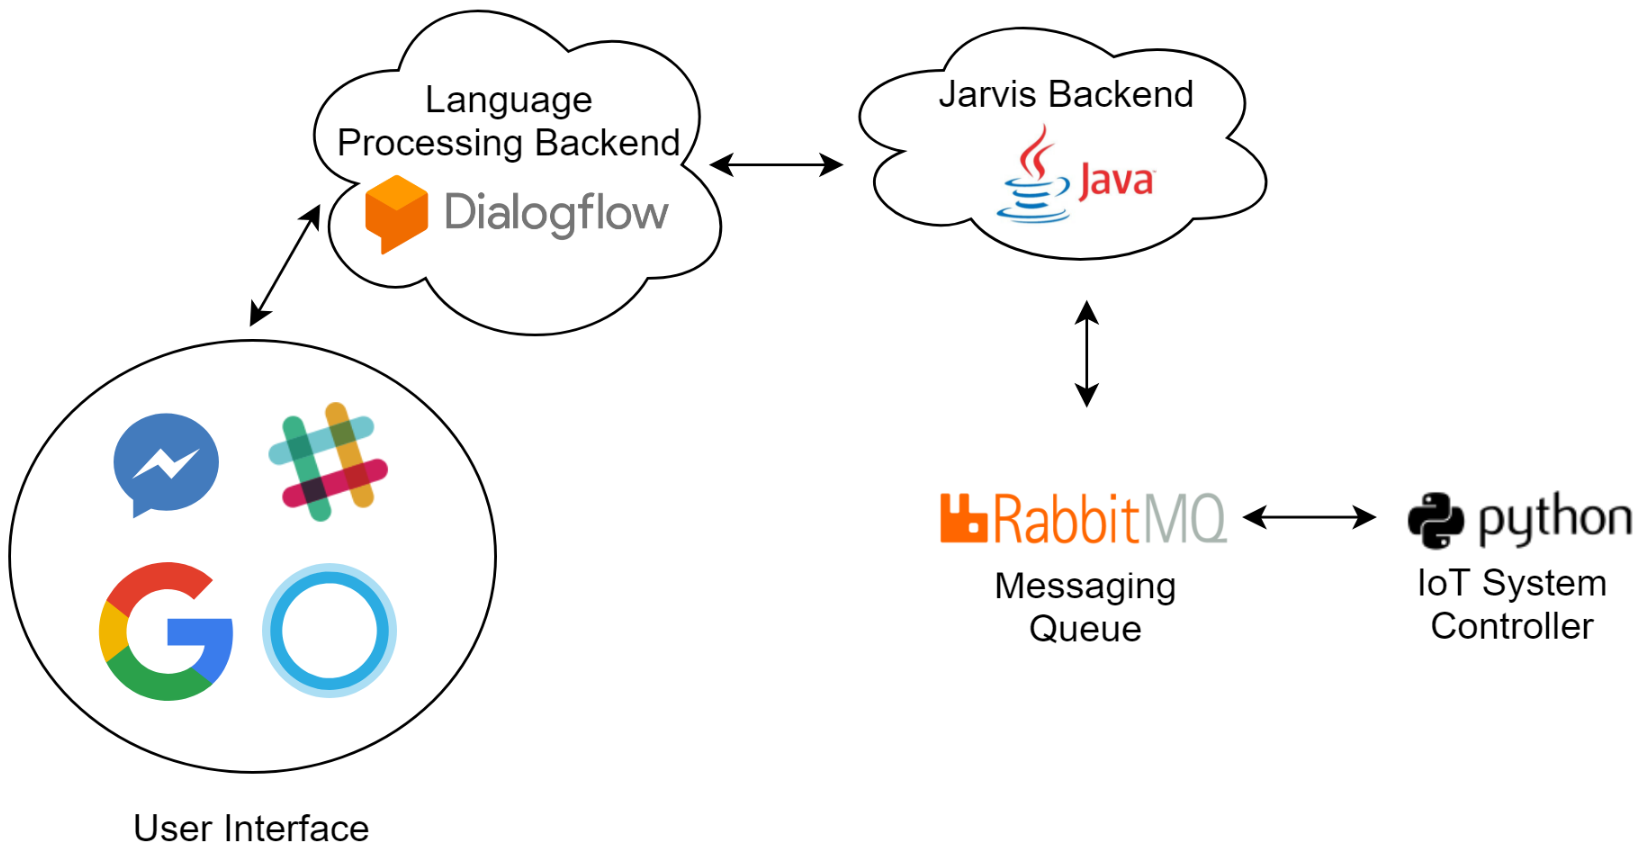 Language
Processing Backend
Dialogflow
Jarvis Backend
Java
RabbitMQ
Messaging
Queue
python
IoT System
Controller
User Interface